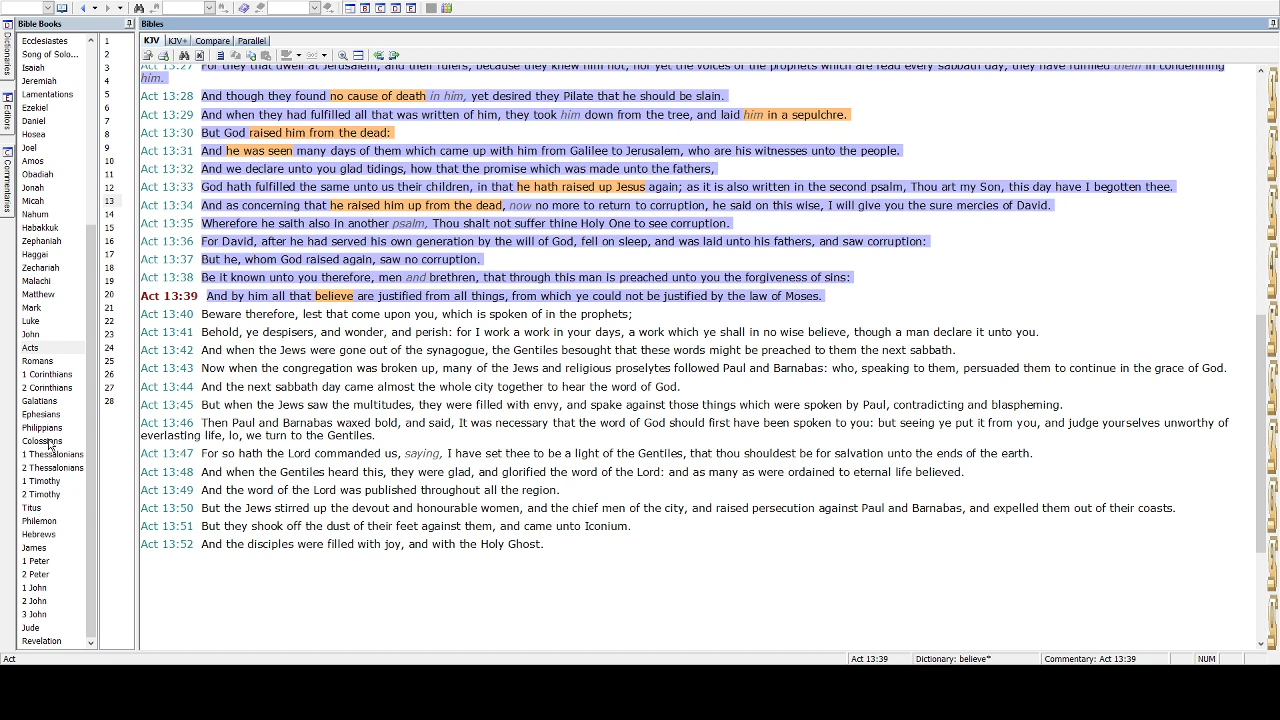 Bible Books
Bibles
Dictionaries
Editors
Commentaries
KJV KJV+ Compare Parallel
Ecclesiastes
Song of Solo...
Isaiah
Jeremiah
Lamentations
Ezekiel
Daniel
Hosea
Joel
Amos
Obadiah
Jonah
Micah
Nahum
Habakkuk
Zephaniah
Haggai
Zechariah
Malachi
Matthew
Mark
Luke
John
Acts
Romans
1 Corinthians
2 Corinthians
Galatians
Ephesians
Philippians
Colossians
1 Thessalonians
2 Thessalonians
1 Timothy
2 Timothy
Titus
Philemon
Hebrews
James
1 Peter
2 Peter
1 John
2 John
3 John
Jude
Revelation
1
2
3
4
5
6
7
8
9
10
11
12
13
14
15
16
17
18
19
20
21
22
23
24
25
26
27
28
Act 13:27 For they that dwell at Jerusalem, and their rulers, because they knew him not, nor yet the voices of the prophets which are read every sabbath day, they have fulfilled them in condemning
him.
Act 13:28 And though they found no cause of death in him, yet desired they Pilate that he should be slain.
Act 13:29 And when they had fulfilled all that was written of him, they took him down from the tree, and laid him in a sepulchre.
Act 13:30 But God raised him from the dead:
Act 13:31 And he was seen many days of them which came up with him from Galilee to Jerusalem, who are his witnesses unto the people.
Act 13:32 And we declare unto you glad tidings, how that the promise which was made unto the fathers,
Act 13:33 God hath fulfilled the same unto us their children, in that he hath raised up Jesus again; as it is also written in the second psalm, Thou art my Son, this day have I begotten thee.
Act 13:34 And as concerning that he raised him up from the dead, now no more to return to corruption, he said on this wise, I will give you the sure mercies of David.
Act 13:35 Wherefore he saith also in another psalm, Thou shalt not suffer thine Holy One to see corruption.
Act 13:36 For David, after he had served his own generation by the will of God, fell on sleep, and was laid unto his fathers, and saw corruption:
Act 13:37 But he, whom God raised again, saw no corruption.
Act 13:38 Be it known unto you therefore, men and brethren, that through this man is preached unto you the forgiveness of sins:
Act 13:39 And by him all that believe are justified from all things, from which ye could not be justified by the law of Moses.
Act 13:40 Beware therefore, lest that come upon you, which is spoken of in the prophets;
Act 13:41 Behold, ye despisers, and wonder, and perish: for I work a work in your days, a work which ye shall in no wise believe, though a man declare it unto you.
Act 13:42 And when the Jews were gone out of the synagogue, the Gentiles besought that these words might be preached to them the next sabbath.
Act 13:43 Now when the congregation was broken up, many of the Jews and religious proselytes followed Paul and Barnabas: who, speaking to them, persuaded them to continue in the grace of God.
Act 13:44 And the next sabbath day came almost the whole city together to hear the word of God.
Act 13:45 But when the Jews saw the multitudes, they were filled with envy, and spake against those things which were spoken by Paul, contradicting and blaspheming.
Act 13:46 Then Paul and Barnabas waxed bold, and said, It was necessary that the word of God should first have been spoken to you: but seeing ye put it from you, and judge yourselves unworthy of
everlasting life, lo, we turn to the Gentiles.
Act 13:47 For so hath the Lord commanded us, saying, I have set thee to be a light of the Gentiles, that thou shouldest be for salvation unto the ends of the earth.
Act 13:48 And when the Gentiles heard this, they were glad, and glorified the word of the Lord: and as many as were ordained to eternal life believed.
Act 13:49 And the word of the Lord was published throughout all the region.
Act 13:50 But the Jews stirred up the devout and honourable women, and the chief men of the city, and raised persecution against Paul and Barnabas, and expelled them out of their coasts.
Act 13:51 But they shook off the dust of their feet against them, and came unto Iconium.
Act 13:52 And the disciples were filled with joy, and with the Holy Ghost.
Act
Act 13:39
Dictionary: believe*
Commentary: Act 13:39
NUM